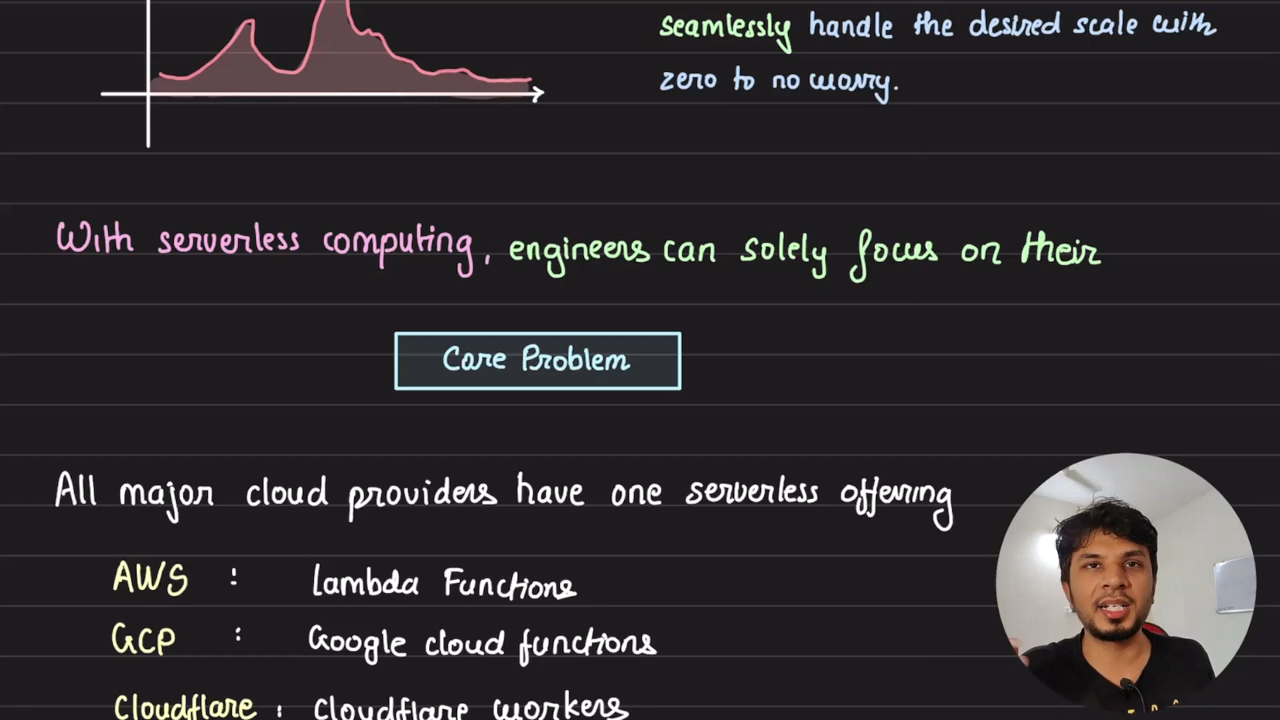 seamlessly handle the desired scale with
zero to no worry.
With serverless computing, engineers can solely focus on their
Core Problem
All major cloud providers have one serverless offering
AWS : Lambda Functions
GCP : Google cloud functions
Cloudflare : Cloudflare workers